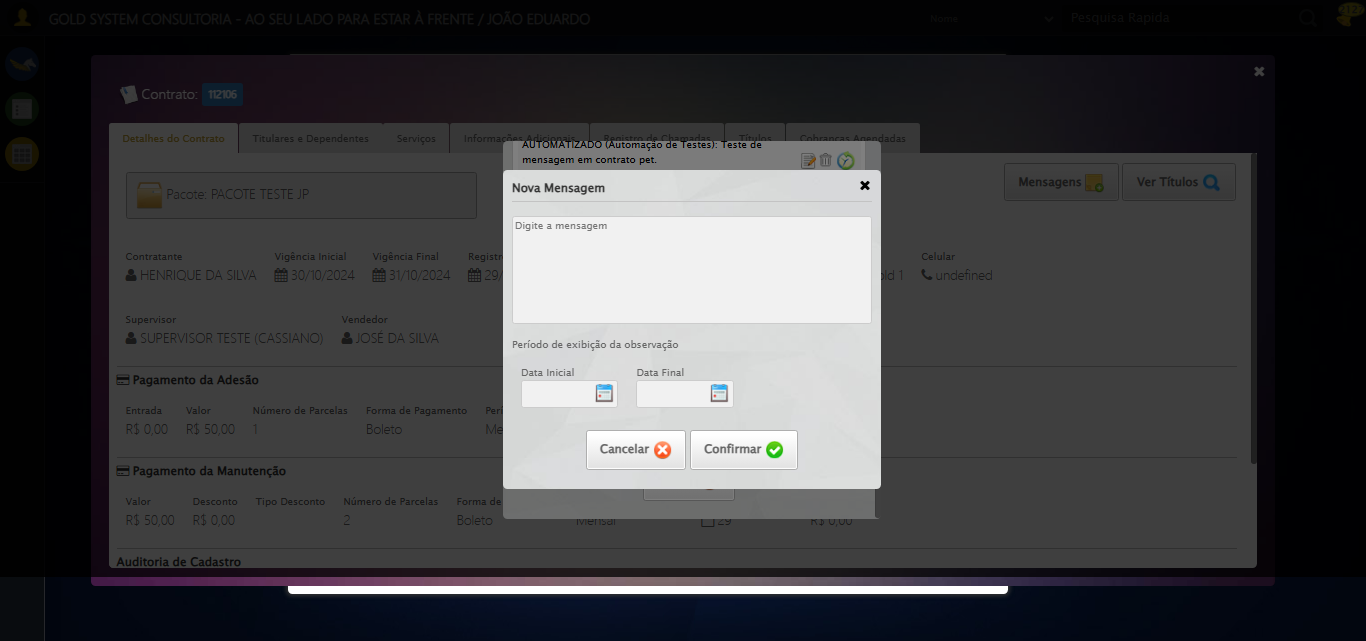 GOLD SYSTEM CONSULTORIA - AO SEU LADO PARA ESTAR À FRENTE / JOÃO EDUARDO
Nome
Pesquisa Rapida
Contrato: 112106
Detalhes do Contrato
Titulares e Dependentes
Serviços
Informações Adicionais
Registro de Chamadas
Títulos
Cobranças Agendadas
AUTOMATIZADO (Automação de Testes): Teste de
mensagem em contrato pet.
Pacote: PACOTE TESTE JP
Mensagens
Ver Títulos
Nova Mensagem
Digite a mensagem
Contratante
Vigência Inicial
Vigência Final
Registr
Celular
HENRIQUE DA SILVA
30/10/2024
31/10/2024
29/
old 1
undefined
Supervisor
Vendedor
SUPERVISOR TESTE (CASSIANO)
JOSÉ DA SILVA
Período de exibição da observação
Data Inicial
Data Final
Pagamento da Adesão
Entrada
Valor
Número de Parcelas
Forma de Pagamento
Peri
R$ 0,00
R$ 50,00
1
Boleto
Me
Cancelar
Confirmar
Pagamento da Manutenção
Valor
Desconto
Tipo Desconto
Número de Parcelas
Forma de
R$ 50,00
R$ 0,00
2
Boleto
Mensal
29
R$ 0,00
Auditoria de Cadastro